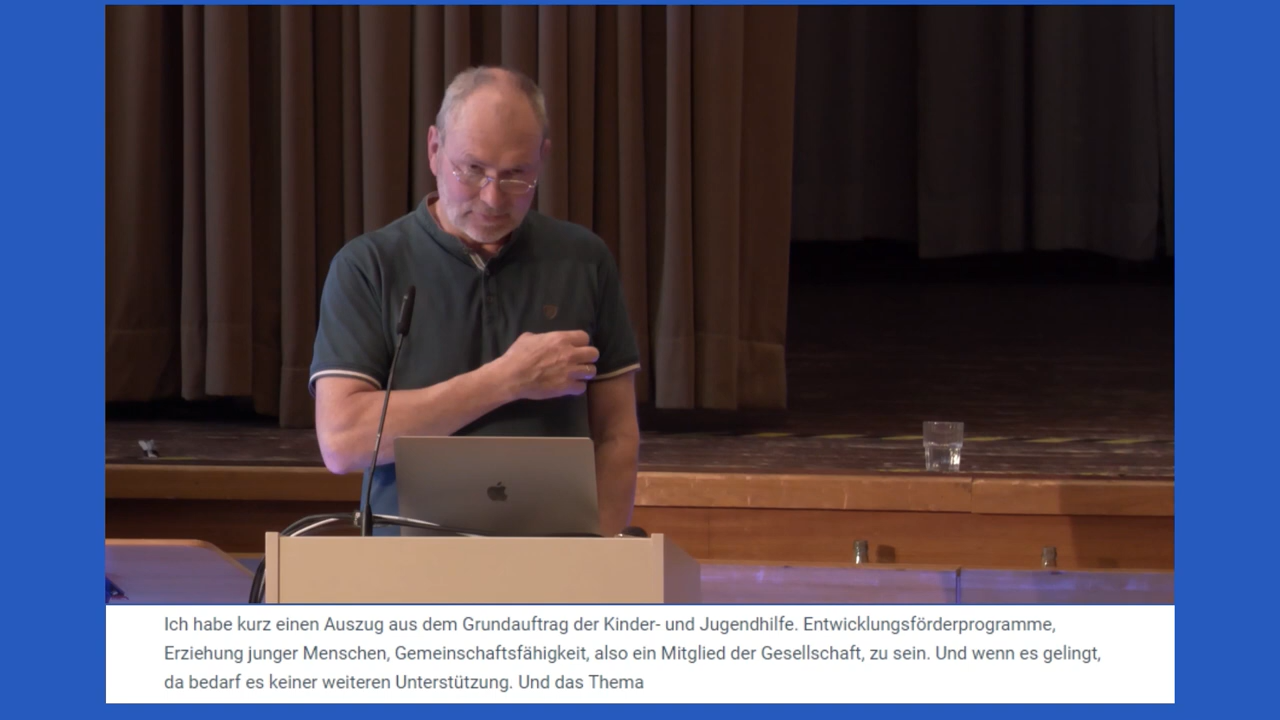 Ich habe kurz einen Auszug aus dem Grundauftrag der Kinder- und Jugendhilfe. Entwicklungsförderprogramme,
Erziehung junger Menschen, Gemeinschaftsfähigkeit, also ein Mitglied der Gesellschaft, zu sein. Und wenn es gelingt,
da bedarf es keiner weiteren Unterstützung. Und das Thema